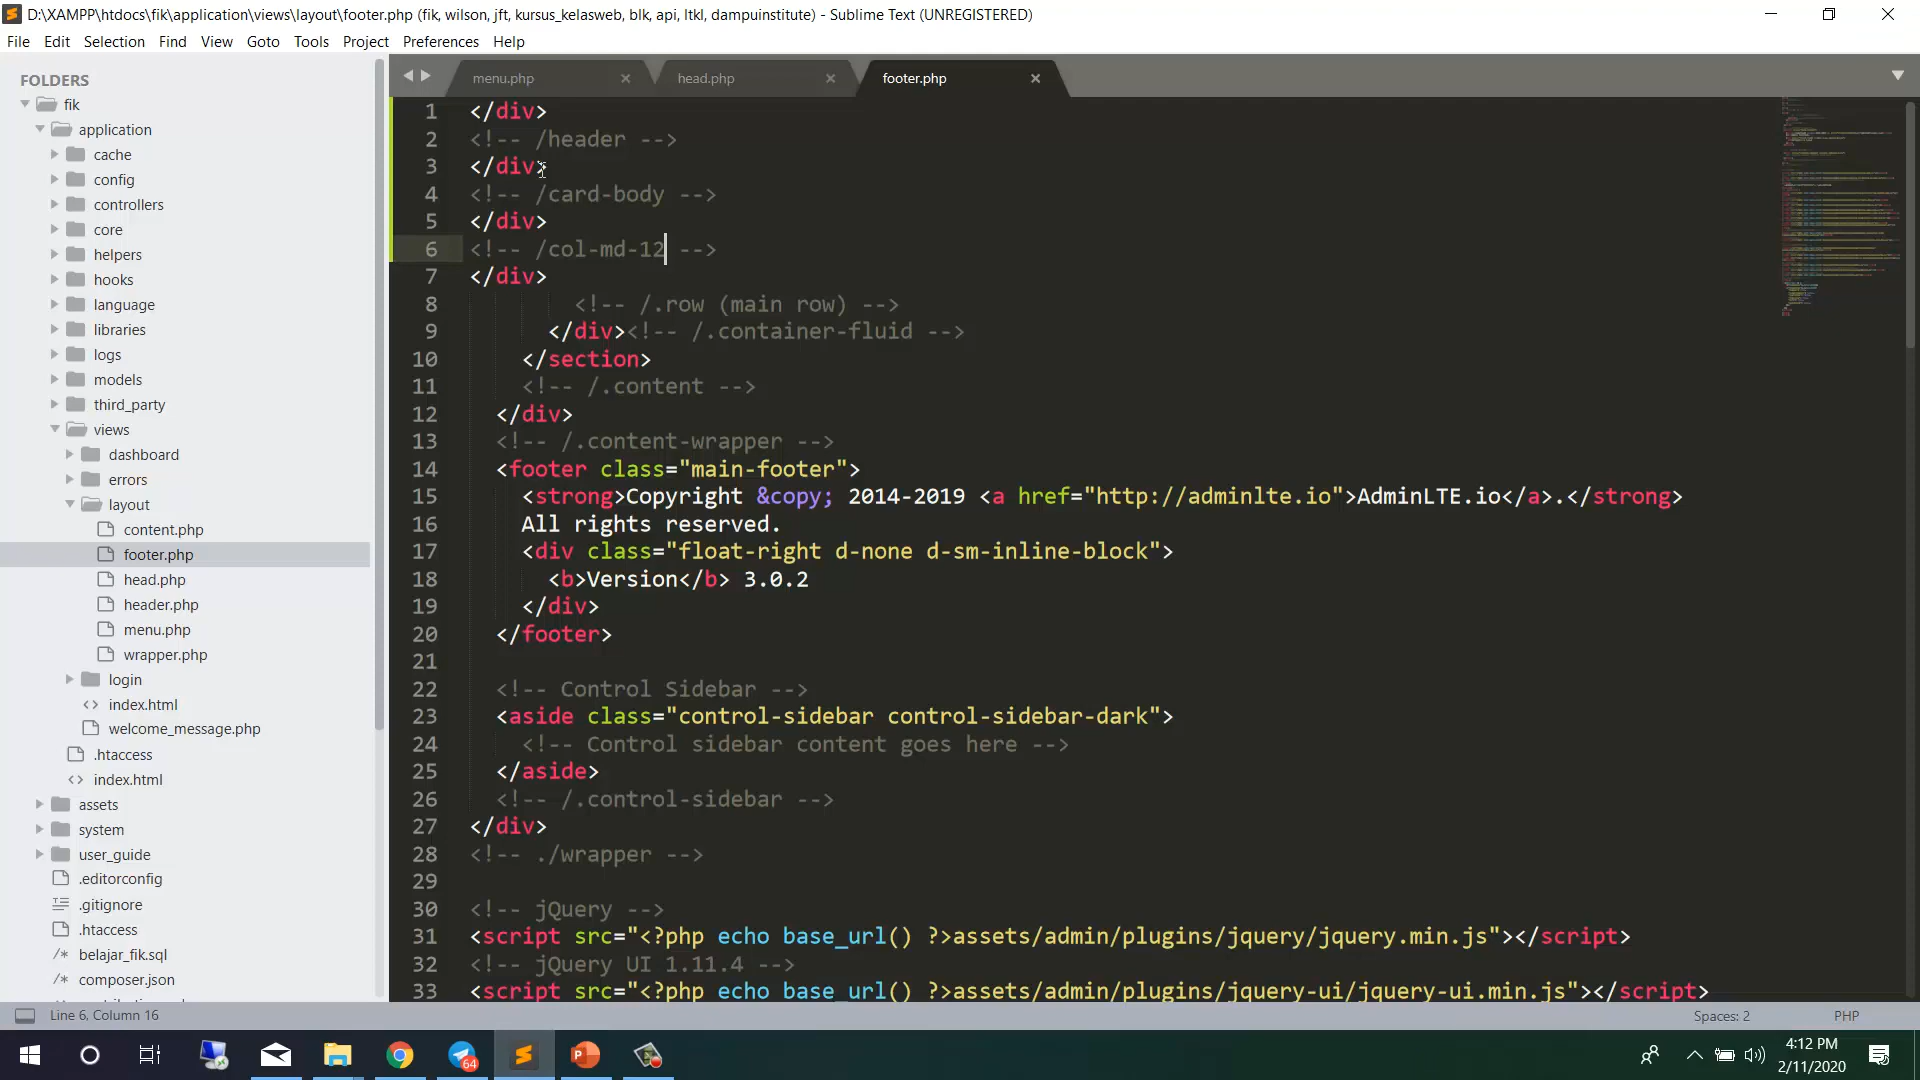 D:\XAMPP\htdocs\fik\application\views\layout\footer.php (fik, wilson, jft, kursus_kelasweb, blk, api, ltkl, dampuinstitute) - Sublime Text (UNREGISTERED)
File Edit Selection Find View Goto Tools Project Preferences Help
FOLDERS
fik
application
cache
config
controllers
core
helpers
hooks
language
libraries
logs
models
third_party
views
dashboard
errors
layout
content.php
footer.php
head.php
header.php
menu.php
wrapper.php
login
<> index.html
welcome_message.php
.htaccess
<> index.html
assets
system
user_guide
.editorconfig
.gitignore
.htaccess
/* belajar_fik.sql
/* composer.json
menu.php × head.php × footer.php ×
1 </div>
2 <!-- /header -->
3 </div>
4 <!-- /card-body -->
5 </div>
6 <!-- /col-md-12 -->
7 </div>
8 <!-- /.row (main row) -->
9 </div><!-- /.container-fluid -->
10 </section>
11 <!-- /.content -->
12 </div>
13 <!-- /.content-wrapper -->
14 <footer class="main-footer">
15 <strong>Copyright &copy; 2014-2019 <a href="http://adminlte.io">AdminLTE.io</a>.</strong>
16 All rights reserved.
17 <div class="float-right d-none d-sm-inline-block">
18 <b>Version</b> 3.0.2
19 </div>
20 </footer>
21
22 <!-- Control Sidebar -->
23 <aside class="control-sidebar control-sidebar-dark">
24 <!-- Control sidebar content goes here -->
25 </aside>
26 <!-- /.control-sidebar -->
27 </div>
28 <!-- ./wrapper -->
29
30 <!-- jQuery -->
31 <script src="<?php echo base_url() ?>assets/admin/plugins/jquery/jquery.min.js"></script>
32 <!-- jQuery UI 1.11.4 -->
33 <script src="<?php echo base_url() ?>assets/admin/plugins/jquery-ui/jquery-ui.min.js"></script>
Line 6, Column 16 Spaces: 2 PHP
64
4:12 PM
2/11/2020